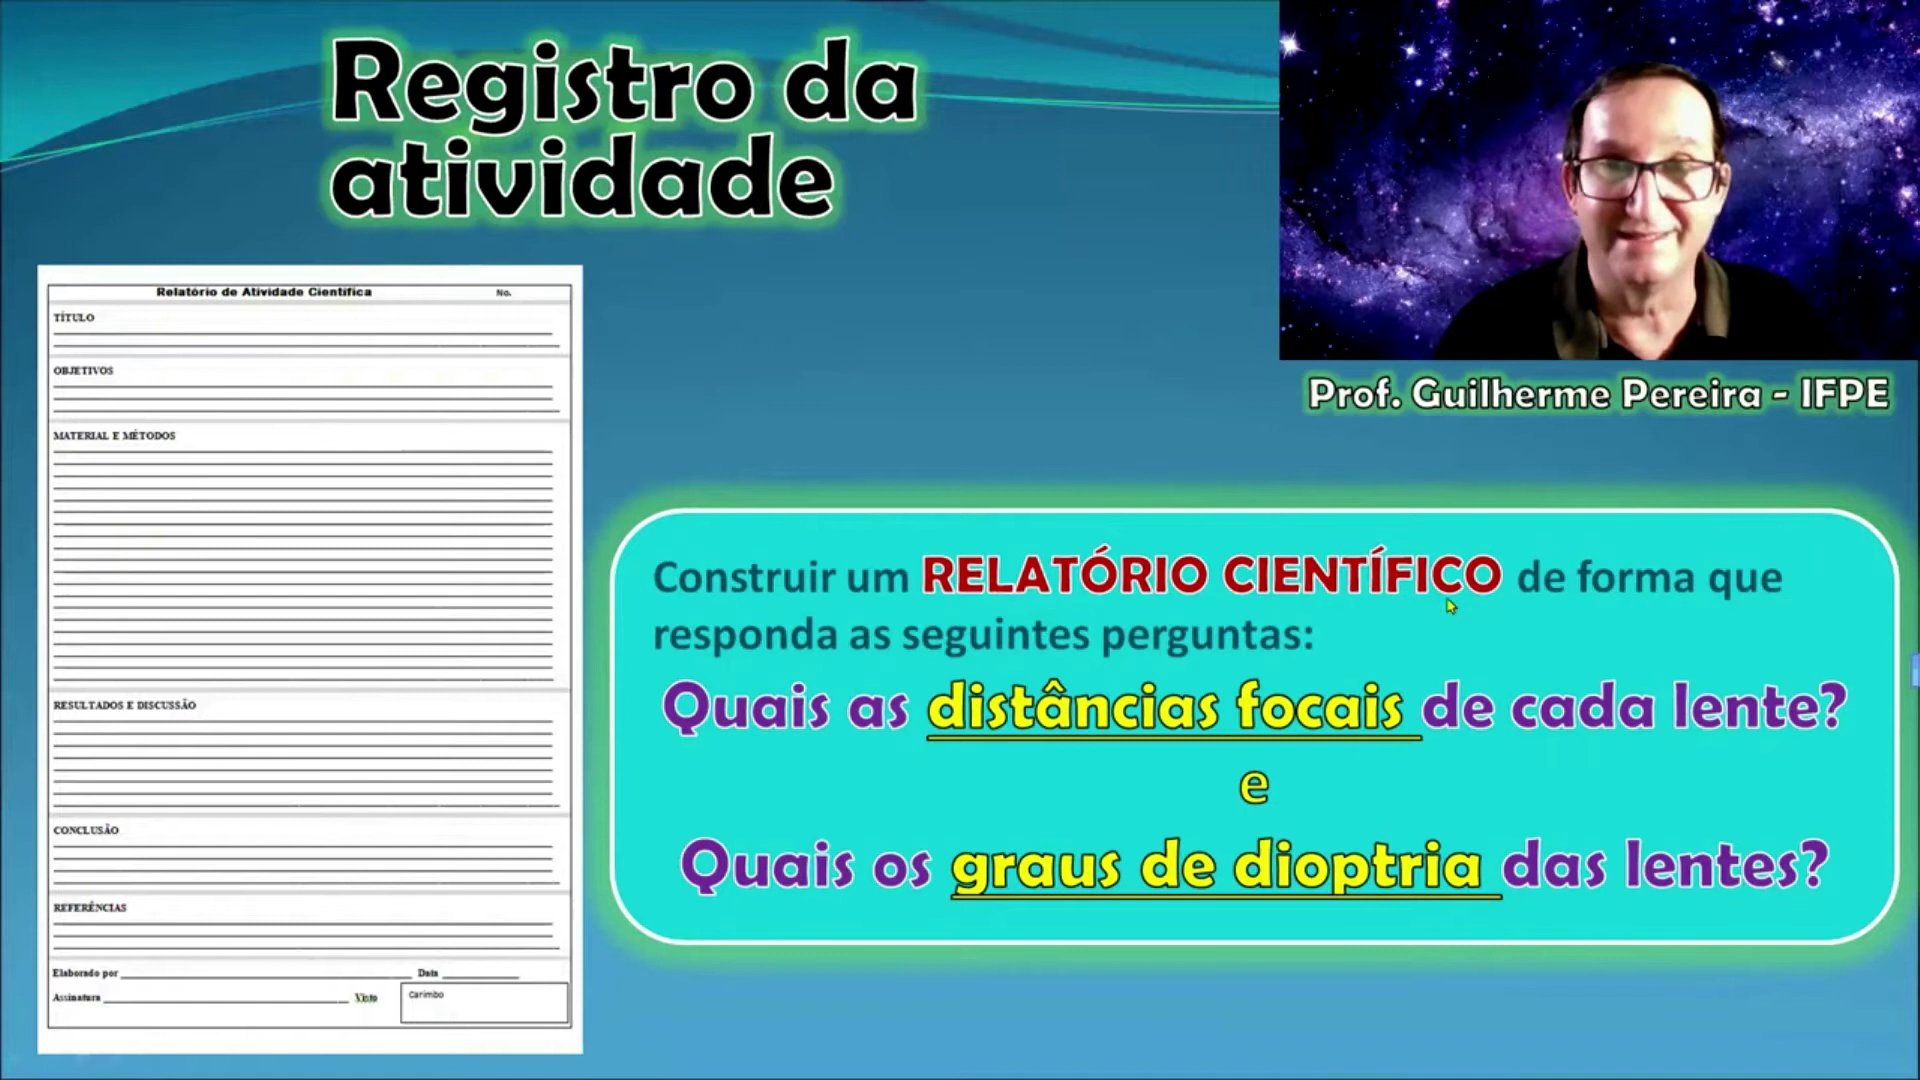 Registro da
atividade
Prof. Guilherme Pereira - IFPE
Relatório de Atividade Científica No.
TÍTULO
OBJETIVOS
MATERIAL E MÉTODOS
RESULTADOS E DISCUSSÃO
CONCLUSÃO
REFERÊNCIAS
Elaborado por Data
Assinatura Visto Carimbo
Construir um RELATÓRIO CIENTÍFICO de forma que
responda as seguintes perguntas:
Quais as distâncias focais de cada lente?
e
Quais os graus de dioptria das lentes?